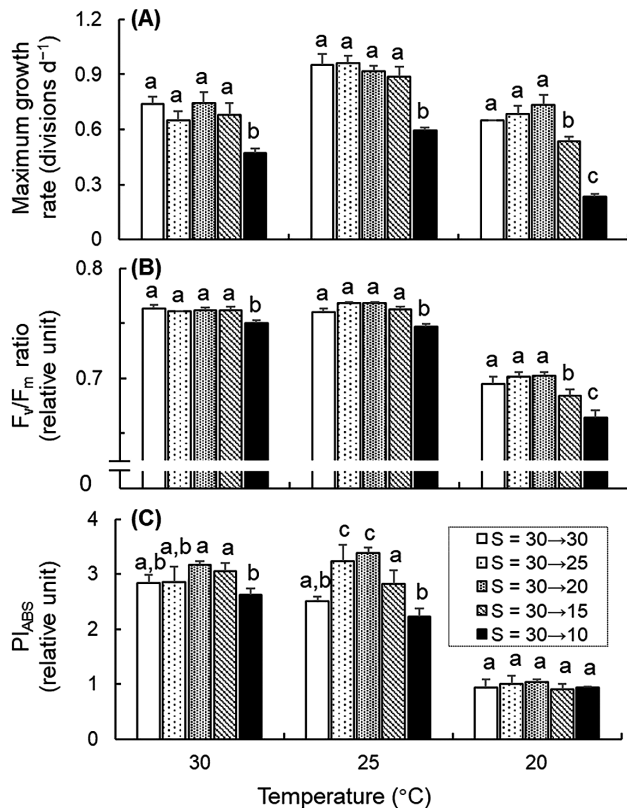 (A)
Maximum growth
rate (divisions d⁻¹)
1.2
0.9
0.6
0.3
0
a a a a b
a a a a b
a a a b c
(B)
Fv/Fm ratio
(relative unit)
0.8
0.7
0
a a a a b
a a a a b
a a a b c
(C)
PI_ABS
(relative unit)
4
3
2
1
0
a,b a,b a a b
a,b c c a b
a a a a a
S = 30→30
S = 30→25
S = 30→20
S = 30→15
S = 30→10
30 25 20
Temperature (°C)